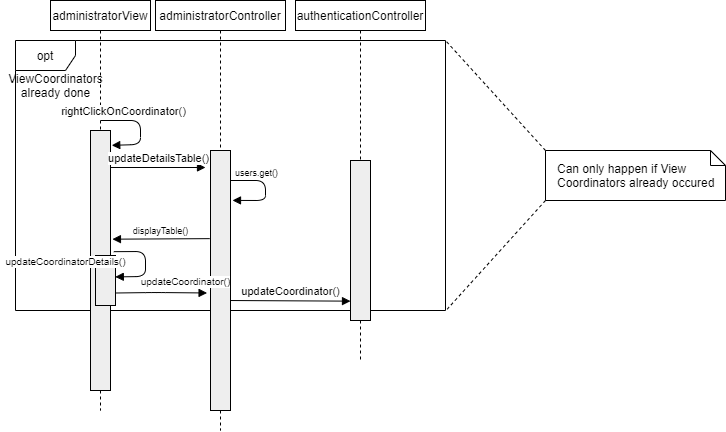 administratorView
administratorController
authenticationController
opt
ViewCoordinators
already done
rightClickOnCoordinator()
updateDetailsTable()
users.get()
displayTable()
updateCoordinatorDetails()
updateCoordinator()
updateCoordinator()
Can only happen if View
Coordinators already occured